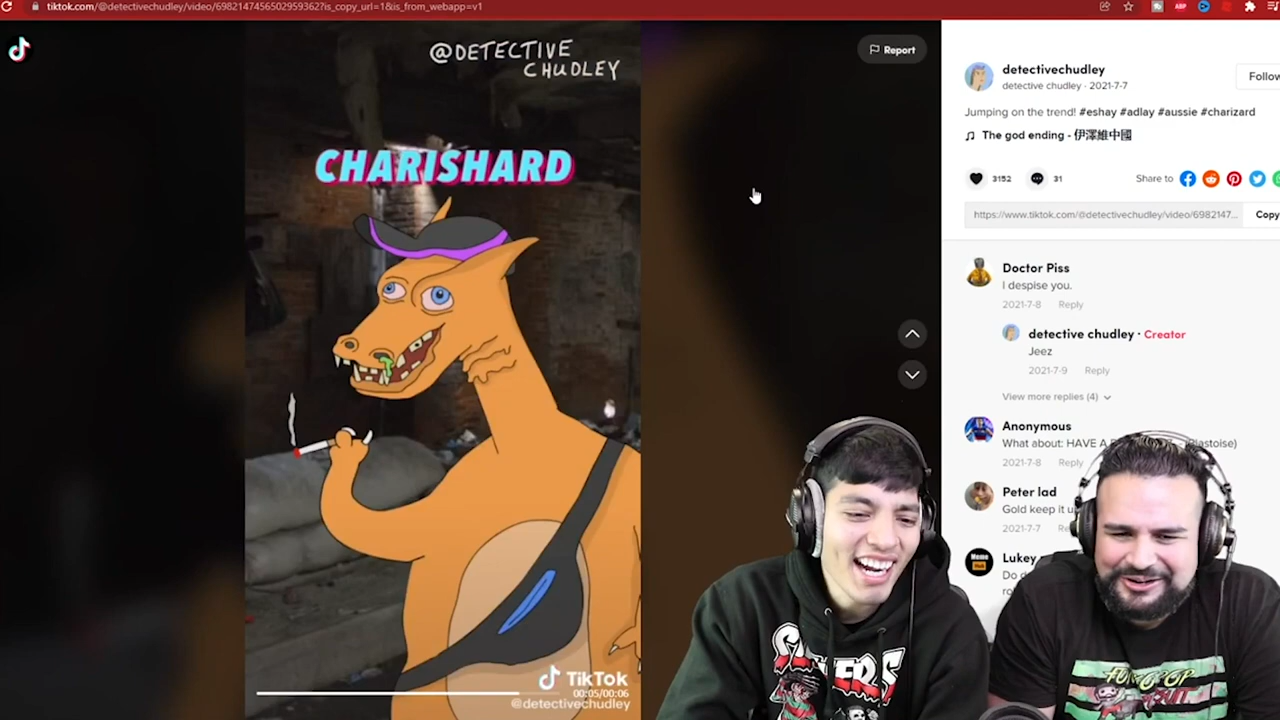 tiktok.com/@detectivechudley/video/6982147456502959362?is_copy_url=1&is_from_webapp=v1
@DETECTIVE
CHUDLEY
CHARISHARD
TikTok
00:05/00:06
@detectivechudley
Report
detectivechudley
detective chudley · 2021-7-7
Follow
Jumping on the trend! #eshay #adlay #aussie #charizard
The god ending - 伊澤維中國
3152
31
Share to
https://www.tiktok.com/@detectivechudley/video/6982147...
Copy
Doctor Piss
I despise you.
2021-7-8 Reply
detective chudley · Creator
Jeez
2021-7-9 Reply
View more replies (4)
Anonymous
What about: HAVE A
2021-7-8 Reply
Peter lad
Gold keep it
2021-7-7
Lukey